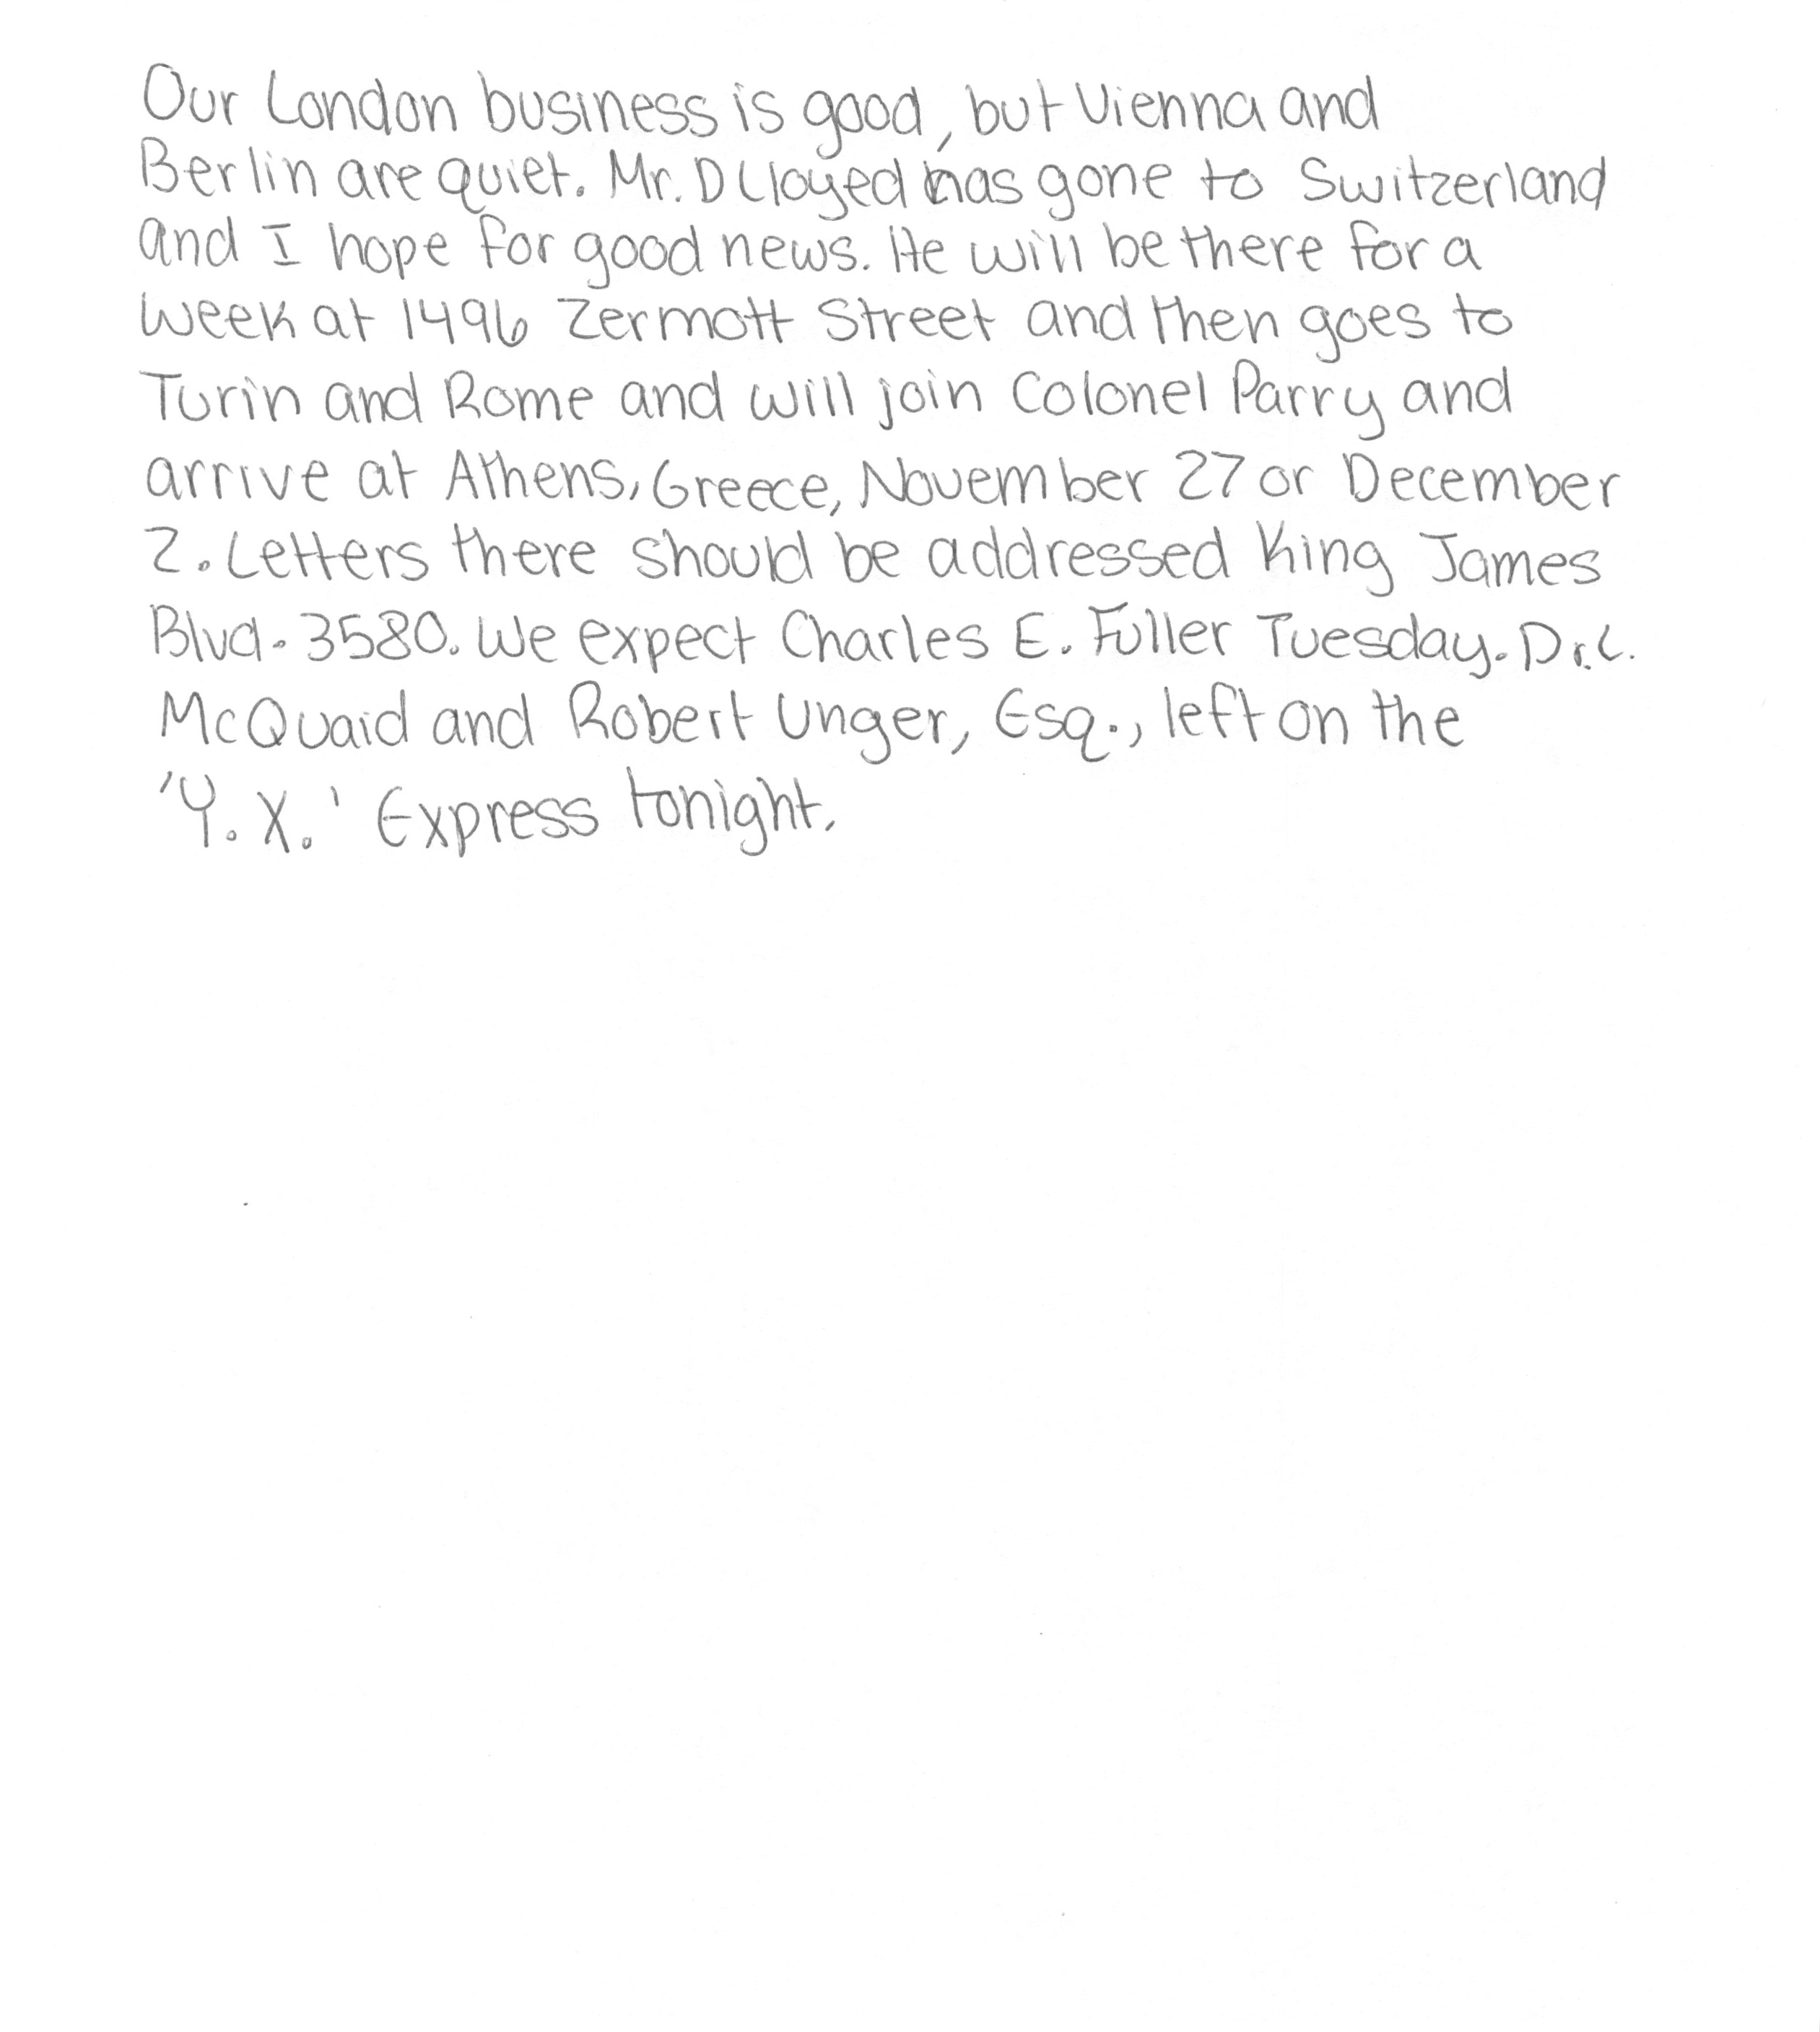 Our London business is good, but Vienna and
Berlin are quiet. Mr. D Lloyed has gone to Switzerland
and I hope for good news. He will be there for a
week at 1496 Zermott Street and then goes to
Turin and Rome and will join Colonel Parry and
arrive at Athens, Greece, November 27 or December
2. Letters there should be addressed King James
Blvd. 3580. We expect Charles E. Fuller Tuesday. Dr. L.
McQuaid and Robert Unger, Esq., left on the
'Y. X.' Express tonight.